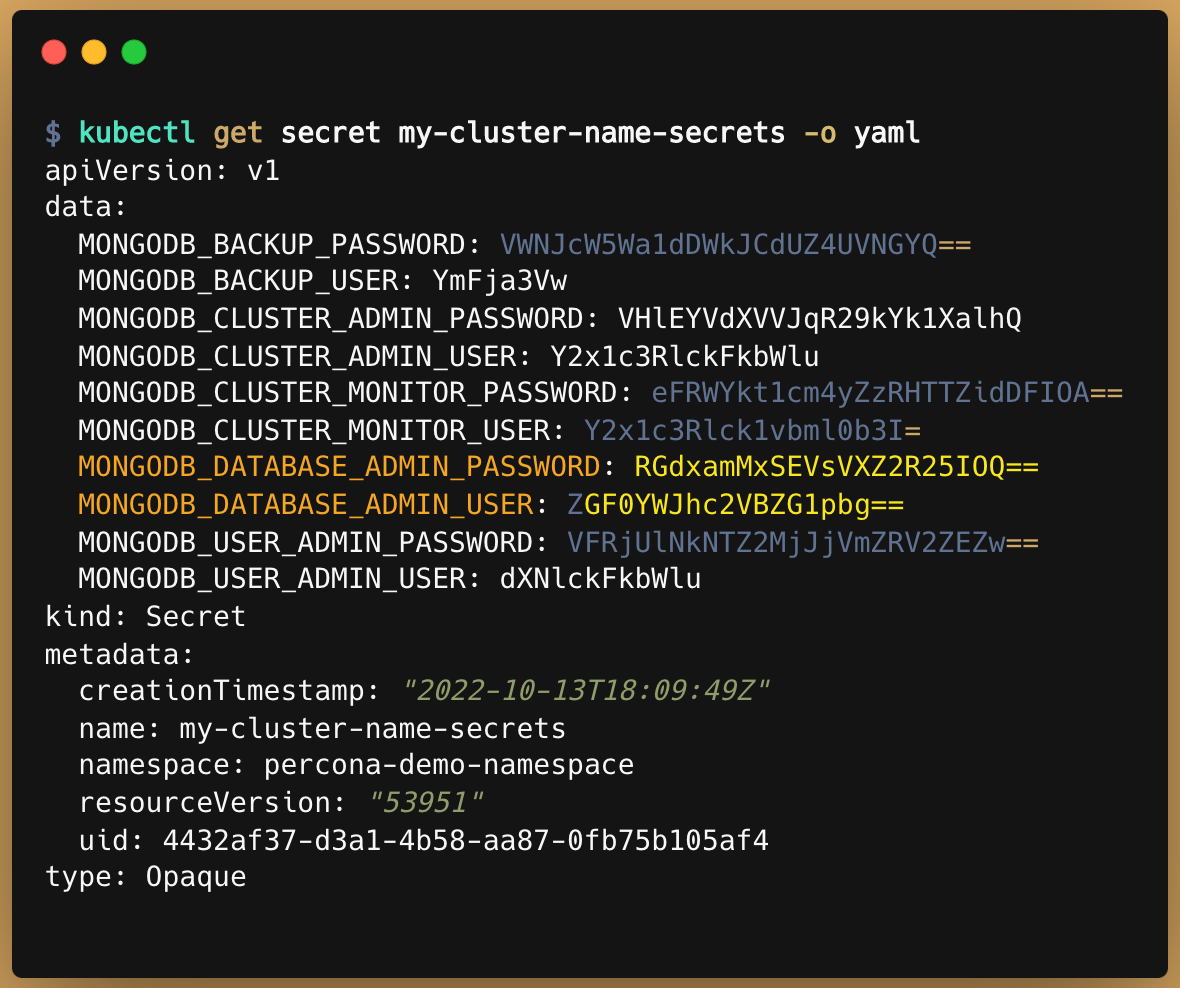 $ kubectl get secret my-cluster-name-secrets -o yaml
apiVersion: v1
data:
  MONGODB_BACKUP_PASSWORD: VWNJcW5Wa1dDWkJCdUZ4UVNGYQ==
  MONGODB_BACKUP_USER: YmFja3Vw
  MONGODB_CLUSTER_ADMIN_PASSWORD: VHlEYVdXVVJqR29kYk1XalhQ
  MONGODB_CLUSTER_ADMIN_USER: Y2x1c3RlckFkbWlu
  MONGODB_CLUSTER_MONITOR_PASSWORD: eFRWYkt1cm4yZzRHTTZidDFIOA==
  MONGODB_CLUSTER_MONITOR_USER: Y2x1c3Rlck1vbml0b3I=
  MONGODB_DATABASE_ADMIN_PASSWORD: RGdxamMxSEVsVXZ2R25IOQ==
  MONGODB_DATABASE_ADMIN_USER: ZGF0YWJhc2VBZG1pbg==
  MONGODB_USER_ADMIN_PASSWORD: VFRjUlNkNTZ2MjJjVmZRV2ZEZw==
  MONGODB_USER_ADMIN_USER: dXNlckFkbWlu
kind: Secret
metadata:
  creationTimestamp: "2022-10-13T18:09:49Z"
  name: my-cluster-name-secrets
  namespace: percona-demo-namespace
  resourceVersion: "53951"
  uid: 4432af37-d3a1-4b58-aa87-0fb75b105af4
type: Opaque